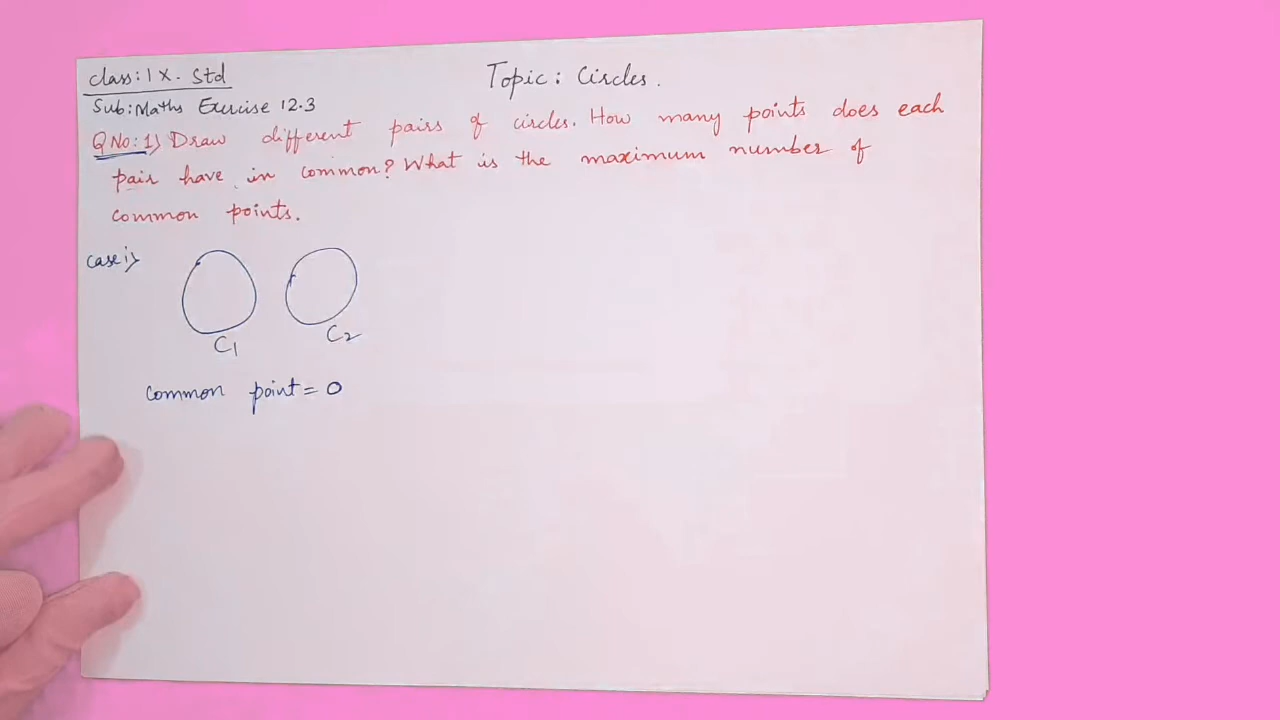 Class: IX. Std
Topic: Circles.
Sub: Maths Exercise 12.3
Q No: 1) Draw different pairs of circles. How many points does each
pair have in common? What is the maximum number of
common points.
Case i)
C1
C2
common point = 0